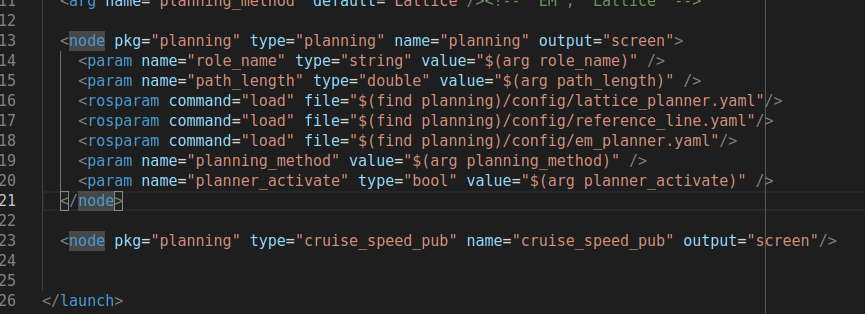 11 <arg name="planning_method" default="Lattice"/><!-- "EM", "Lattice" -->
12
13 <node pkg="planning" type="planning" name="planning" output="screen">
14 <param name="role_name" type="string" value="$(arg role_name)" />
15 <param name="path_length" type="double" value="$(arg path_length)" />
16 <rosparam command="load" file="$(find planning)/config/lattice_planner.yaml"/>
17 <rosparam command="load" file="$(find planning)/config/reference_line.yaml"/>
18 <rosparam command="load" file="$(find planning)/config/em_planner.yaml"/>
19 <param name="planning_method" value="$(arg planning_method)" />
20 <param name="planner_activate" type="bool" value="$(arg planner_activate)" />
21 </node>
22
23 <node pkg="planning" type="cruise_speed_pub" name="cruise_speed_pub" output="screen"/>
24
25
26 </launch>